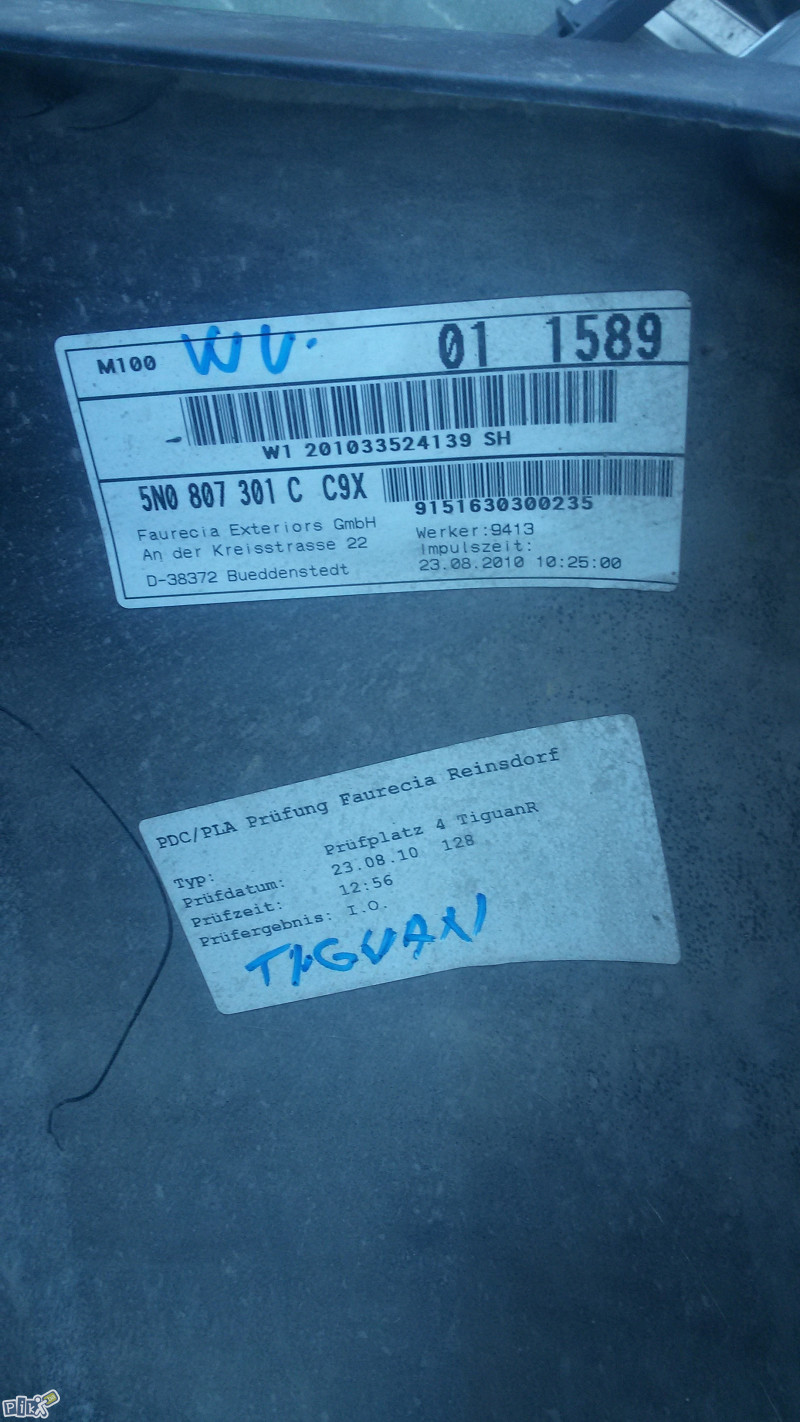 M100 WV. 01 1589
W1 201033524139 SH
5N0 807 301 C C9X
9151630300235
Faurecia Exteriors GmbH
An der Kreisstrasse 22
D-38372 Bueddenstedt
Werker:9413
Impulszeit:
23.08.2010 10:25:00
PDC/PLA Prüfung Faurecia Reinsdorf
Typ: Prüfplatz 4 TiguanR
Prüfdatum: 23.08.10 128
Prüfzeit: 12:56
Prüfergebnis: I.O.
TIGUAN
pik